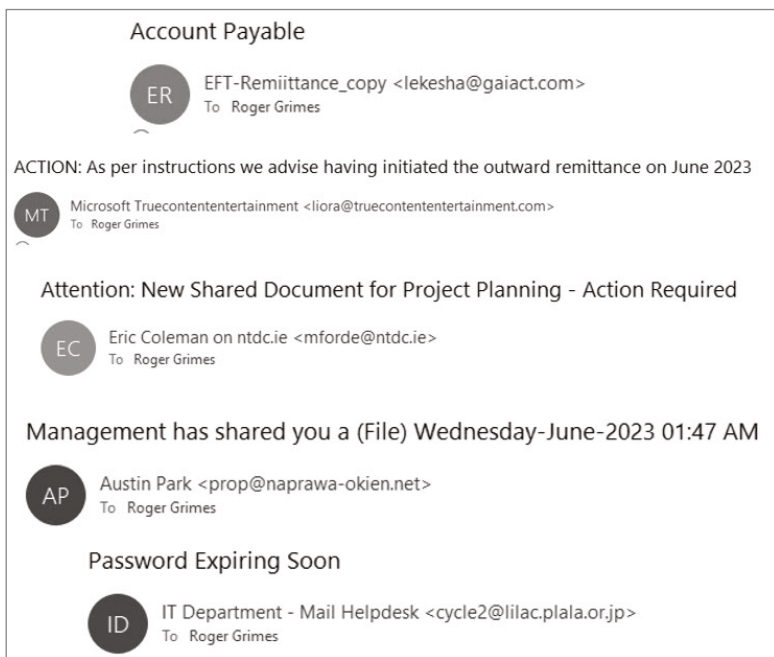 Account Payable
ER
EFT-Remiittance_copy <lekesha@gaiact.com>
To Roger Grimes
ACTION: As per instructions we advise having initiated the outward remittance on June 2023
MT
Microsoft Truecontententertainment <liora@truecontententertainment.com>
To Roger Grimes
Attention: New Shared Document for Project Planning - Action Required
EC
Eric Coleman on ntdc.ie <mforde@ntdc.ie>
To Roger Grimes
Management has shared you a (File) Wednesday-June-2023 01:47 AM
AP
Austin Park <prop@naprawa-okien.net>
To Roger Grimes
Password Expiring Soon
ID
IT Department - Mail Helpdesk <cycle2@lilac.plala.or.jp>
To Roger Grimes